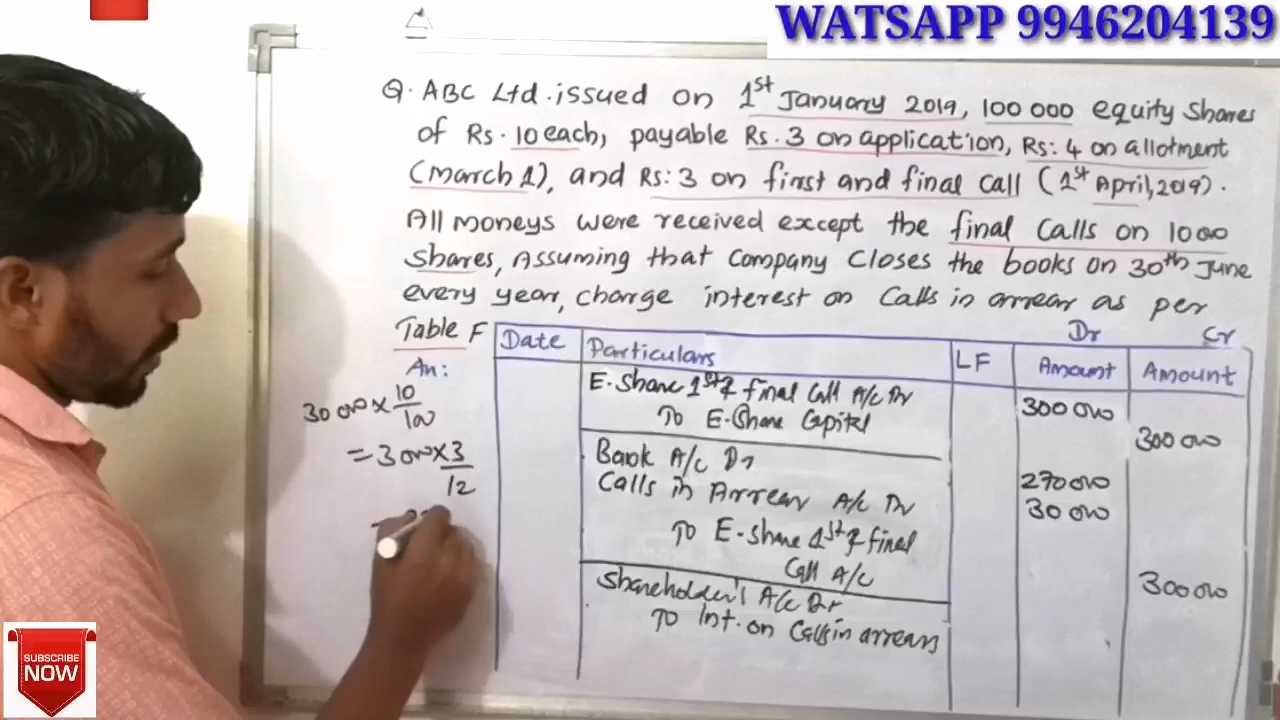 WATSAPP 9946204139
Q. ABC Ltd. issued on 1st January 2019, 100 000 equity Shares
of Rs. 10 each, payable Rs. 3 on application, Rs: 4 on allotment
(March 1), and Rs: 3 on first and final call (1st April, 2019).
All moneys were received except the final Calls on 1000
Shares, Assuming that Company Closes the books on 30th June
every year, charge interest on Calls in arrear as per
Table F
Date Particulars LF Dr Amount Cr Amount
An:
E. Share 1st & final Call A/C Dr 300 000
To E. Share Capital 300 000
30 000 × 10/100
= 3000 × 3/12
Bank A/c Dr 270 000
Calls in Arrear A/c Dr 30 000
To E. Share 1st & final
Call A/c 300 000
Shareholder's A/c Dr
To Int. on Calls in arrears
SUBSCRIBE
NOW